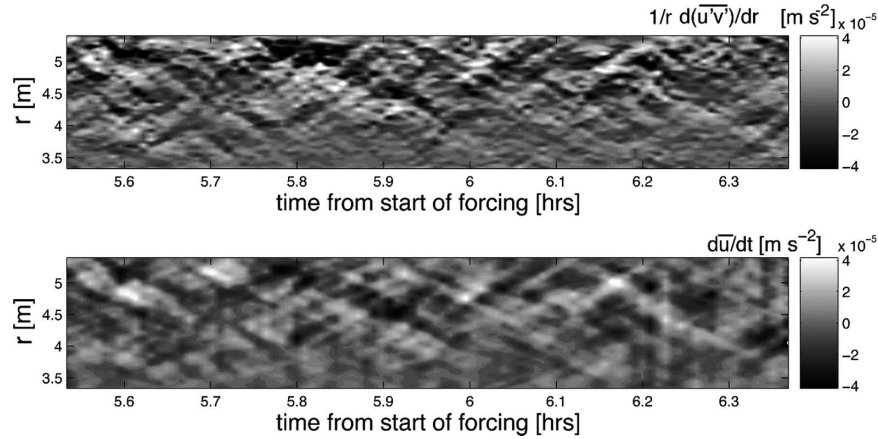 1/r d(u'v')/dr [m s⁻²] x 10⁻⁵
5
4.5
4
3.5
r [m]
4
2
0
−2
−4
5.6 5.7 5.8 5.9 6 6.1 6.2 6.3
time from start of forcing [hrs]
du/dt [m s⁻²] x 10⁻⁵
5
4.5
4
3.5
r [m]
4
2
0
−2
−4
5.6 5.7 5.8 5.9 6 6.1 6.2 6.3
time from start of forcing [hrs]